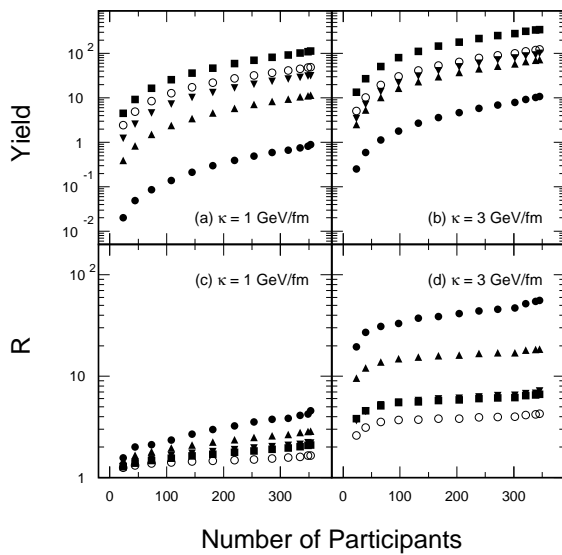 10^2
10
1
10^-1
10^-2
Yield
(a) κ = 1 GeV/fm
(b) κ = 3 GeV/fm
10^2
10
1
R
(c) κ = 1 GeV/fm
(d) κ = 3 GeV/fm
0 100 200 300
0 100 200 300
Number of Participants